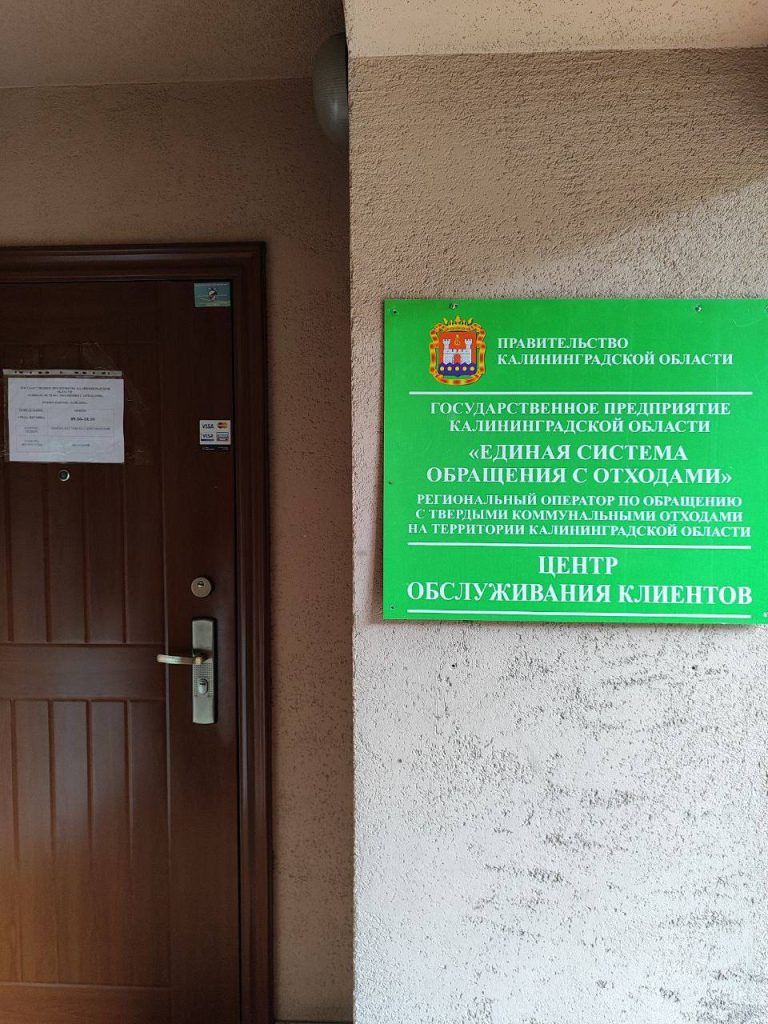 ПРАВИТЕЛЬСТВО
КАЛИНИНГРАДСКОЙ ОБЛАСТИ
ГОСУДАРСТВЕННОЕ ПРЕДПРИЯТИЕ
КАЛИНИНГРАДСКОЙ ОБЛАСТИ
«ЕДИНАЯ СИСТЕМА
ОБРАЩЕНИЯ С ОТХОДАМИ»
РЕГИОНАЛЬНЫЙ ОПЕРАТОР ПО ОБРАЩЕНИЮ
С ТВЕРДЫМИ КОММУНАЛЬНЫМИ ОТХОДАМИ
НА ТЕРРИТОРИИ КАЛИНИНГРАДСКОЙ ОБЛАСТИ
ЦЕНТР
ОБСЛУЖИВАНИЯ КЛИЕНТОВ
VISA
VISA